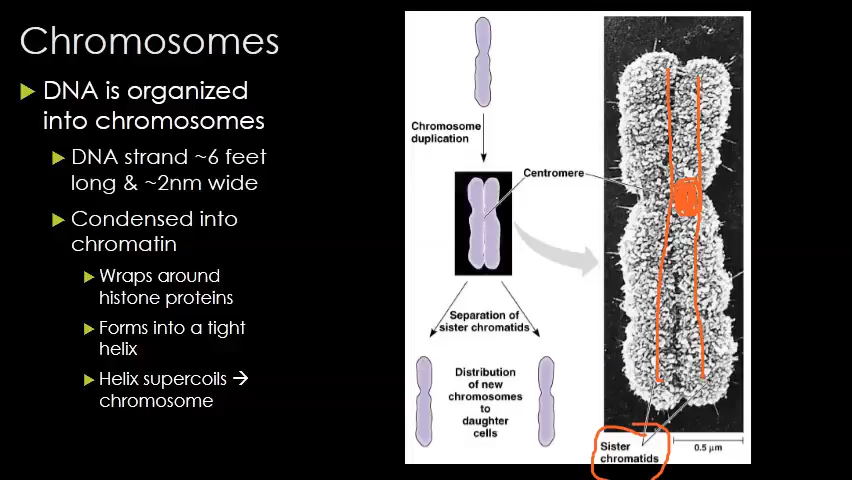 Chromosomes
DNA is organized
into chromosomes
DNA strand ~6 feet
long & ~2nm wide
Condensed into
chromatin
Wraps around
histone proteins
Forms into a tight
helix
Helix supercoils →
chromosome
Chromosome
duplication
Centromere
Separation of
sister chromatids
Distribution
of new
chromosomes
to
daughter
cells
Sister
chromatids
0.5 µm